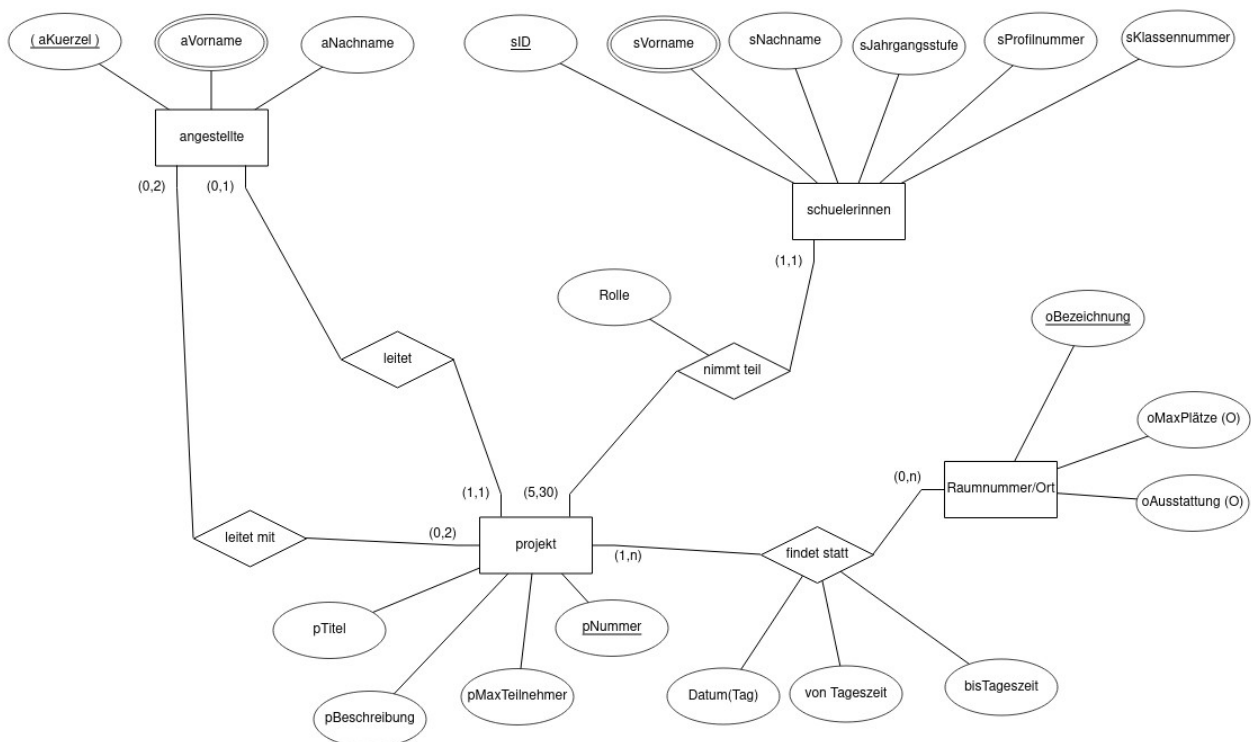 ( aKuerzel )
aVorname
aNachname
sID
sVorname
sNachname
sJahrgangsstufe
sProfilnummer
sKlassennummer
angestellte
(0,2)
(0,1)
schuelerinnen
(1,1)
Rolle
oBezeichnung
leitet
nimmt teil
oMaxPlätze (O)
(0,n)
Raumnummer/Ort
oAusstattung (O)
(1,1)
(5,30)
leitet mit
(0,2)
projekt
(1,n)
findet statt
pTitel
pNummer
pBeschreibung
pMaxTeilnehmer
Datum(Tag)
von Tageszeit
bisTageszeit